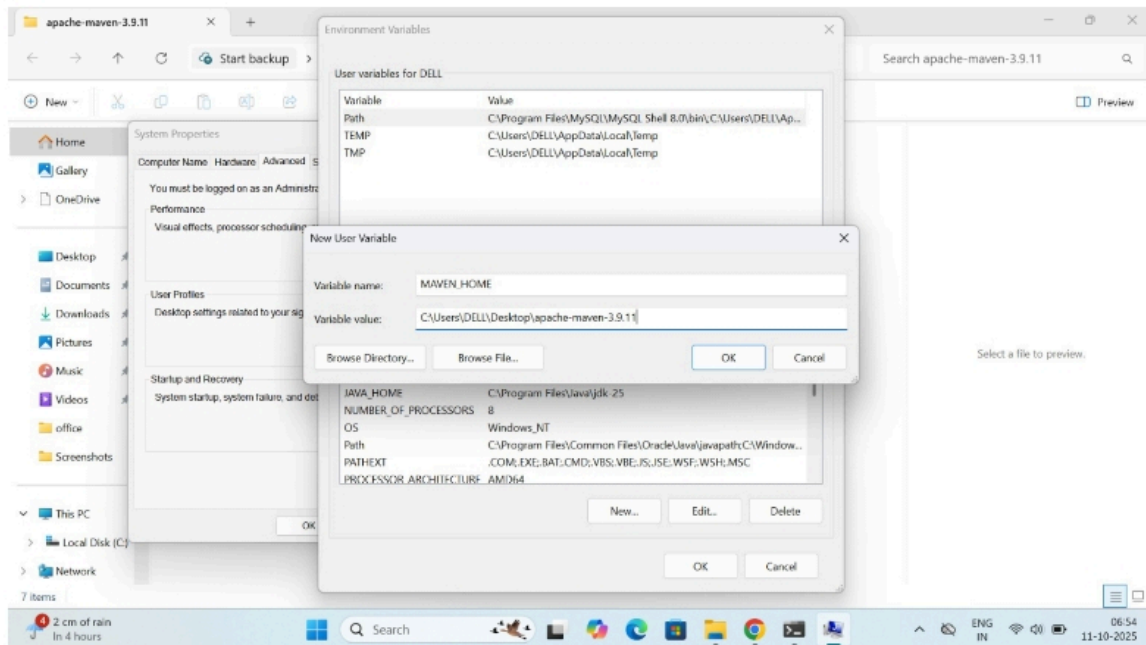 apache-maven-3.9.11
Start backup
Search apache-maven-3.9.11
New
Preview
Home
Gallery
OneDrive
Desktop
Documents
Downloads
Pictures
Music
Videos
office
Screenshots
This PC
Local Disk (C:)
Network
7 items
System Properties
Computer Name Hardware Advanced S
You must be logged on as an Administra
Performance
Visual effects, processor scheduling,
User Profiles
Desktop settings related to your sig
Startup and Recovery
System startup, system failure, and deb
OK
Environment Variables
User variables for DELL
Variable Value
Path C:\Program Files\MySQL\MySQL Shell 8.0\bin\;C:\Users\DELL\Ap...
TEMP C:\Users\DELL\AppData\Local\Temp
TMP C:\Users\DELL\AppData\Local\Temp
New User Variable
Variable name: MAVEN_HOME
Variable value: C:\Users\DELL\Desktop\apache-maven-3.9.11
Browse Directory... Browse File... OK Cancel
JAVA_HOME C:\Program Files\Java\jdk-25
NUMBER_OF_PROCESSORS 8
OS Windows_NT
Path C:\Program Files\Common Files\Oracle\Java\javapath;C:\Window...
PATHEXT .COM;.EXE;.BAT;.CMD;.VBS;.VBE;.JS;.JSE;.WSF;.WSH;.MSC
PROCESSOR_ARCHITECTURE AMD64
New... Edit... Delete
OK Cancel
Select a file to preview.
4
2 cm of rain
In 4 hours
Search
ENG
IN
06:54
11-10-2025